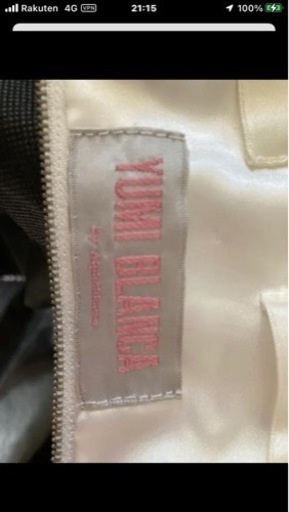 Rakuten 4G VPN 21:15 100%
YUMI BLANCA